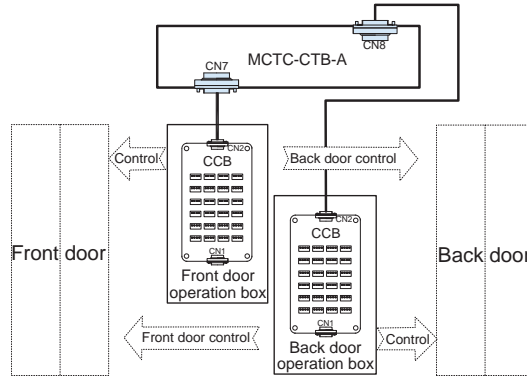 CN8
MCTC-CTB-A
CN7
CN2
CCB
Control
Back door control
CN1
Front door
operation box
Front door
CN2
CCB
Back door
CN1
Front door control
Control
Back door
operation box